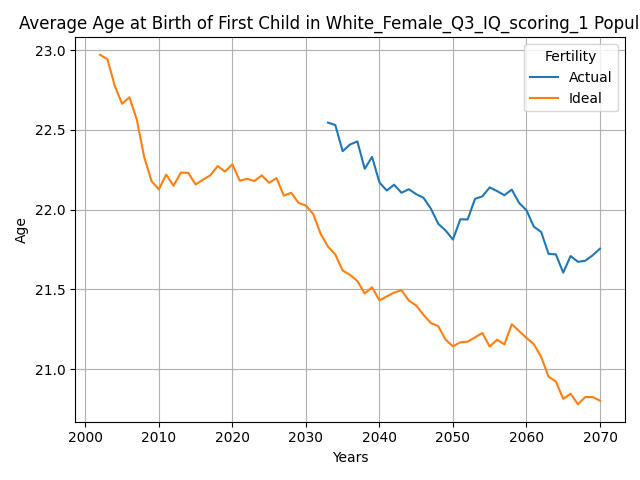 Average Age at Birth of First Child in White_Female_Q3_IQ_scoring_1 Popul
Fertility
Actual
Ideal
23.0
22.5
22.0
21.5
21.0
Age
2000 2010 2020 2030 2040 2050 2060 2070
Years